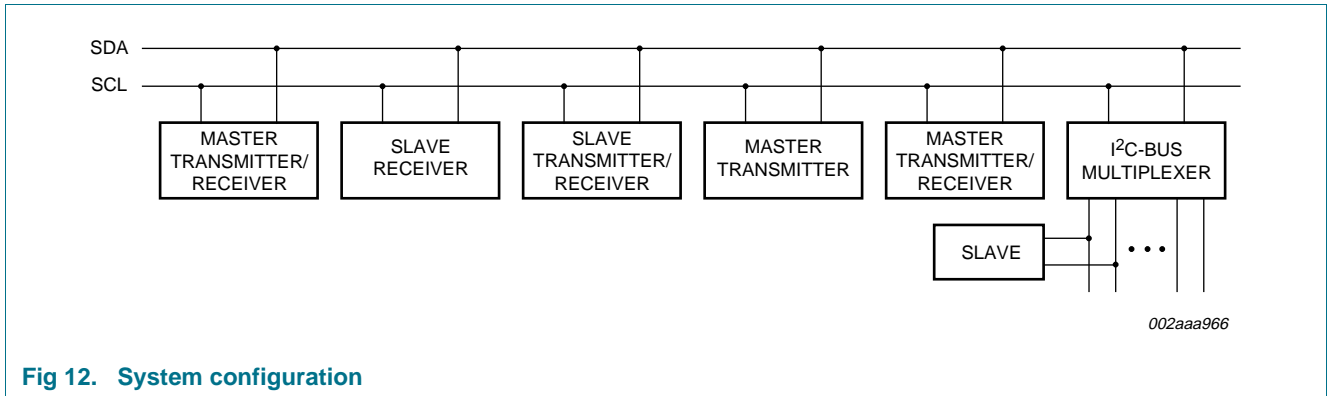 SDA
SCL
MASTER
TRANSMITTER/
RECEIVER
SLAVE
RECEIVER
SLAVE
TRANSMITTER/
RECEIVER
MASTER
TRANSMITTER
MASTER
TRANSMITTER/
RECEIVER
I²C-BUS
MULTIPLEXER
SLAVE
002aaa966
Fig 12. System configuration